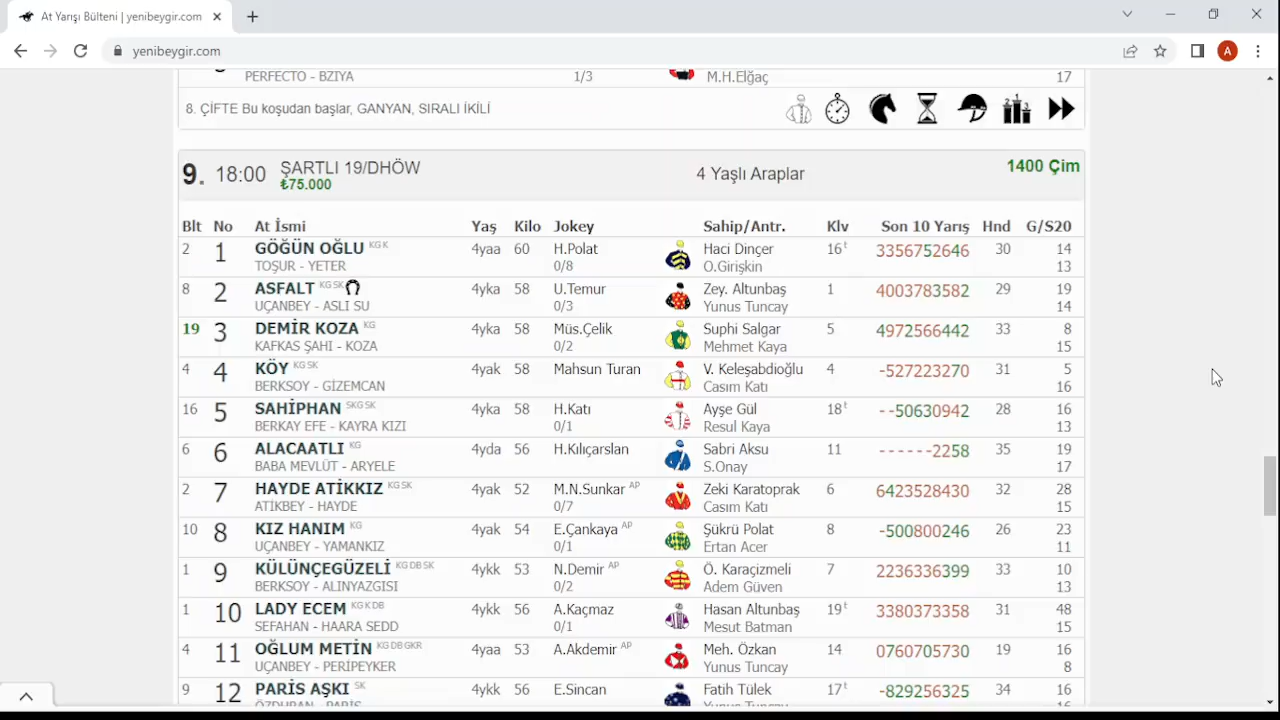 At Yarışı Bülteni | yenibeygir.com
yenibeygir.com
A
PERFECTO - BZIYA 1/3 M.H.Elğaç 17
8. ÇİFTE Bu koşudan başlar, GANYAN, SIRALI İKİLİ
9. 18:00 ŞARTLI 19/DHÖW 4 Yaşlı Araplar 1400 Çim
₺75.000
Blt No At İsmi Yaş Kilo Jokey Sahip/Antr. Klv Son 10 Yarış Hnd G/S20
2 1 GÖĞÜN OĞLU KG K 4yaa 60 H.Polat Haci Dinçer 16t 3356752646 30 14
TOŞUR - YETER 0/8 O.Girişkin 13
8 2 ASFALT KG SK 4yka 58 U.Temur Zey. Altunbaş 1 4003783582 29 19
UÇANBEY - ASLI SU 0/3 Yunus Tuncay 14
19 3 DEMİR KOZA KG 4yka 58 Müs.Çelik Suphi Salgar 5 4972566442 33 8
KAFKAS ŞAHI - KOZA 0/2 Mehmet Kaya 15
4 4 KÖY KG SK 4yak 58 Mahsun Turan V. Keleşabdioğlu 4 -527223270 31 5
BERKSOY - GİZEMCAN Casım Katı 16
16 5 SAHİPHAN SKG SK 4yka 58 H.Katı Ayşe Gül 18t --50630942 28 16
BERKAY EFE - KAYRA KIZI 0/1 Resul Kaya 13
6 6 ALACAATLI KG 4yda 56 H.Kılıçarslan Sabri Aksu 11 ------2258 35 19
BABA MEVLÜT - ARYELE S.Onay 17
2 7 HAYDE ATİKKIZ KG SK 4yak 52 M.N.Sunkar AP Zeki Karatoprak 6 6423528430 32 28
ATİKBEY - HAYDE 0/7 Casım Katı 15
10 8 KIZ HANIM KG 4yak 54 E.Çankaya AP Şükrü Polat 8 -500800246 26 23
UÇANBEY - YAMANKIZ 0/1 Ertan Acer 11
1 9 KÜLÜNÇEGÜZELİ KG DB SK 4ykk 53 N.Demir AP Ö. Karaçizmeli 7 2236336399 33 10
BERKSOY - ALINYAZGISI 0/2 Adem Güven 13
1 10 LADY ECEM KG K DB 4ykk 56 A.Kaçmaz Hasan Altunbaş 19t 3380373358 31 48
SEFAHAN - HAARA SEDD 0/1 Mesut Batman 15
4 11 OĞLUM METİN KG DB GKR 4yaa 53 A.Akdemir AP Meh. Özkan 14 0760705730 19 16
UÇANBEY - PERİPEYKER Yunus Tuncay 8
9 12 PARİS AŞKI SK 4ykk 56 E.Sincan Fatih Tülek 17t -829256325 34 16